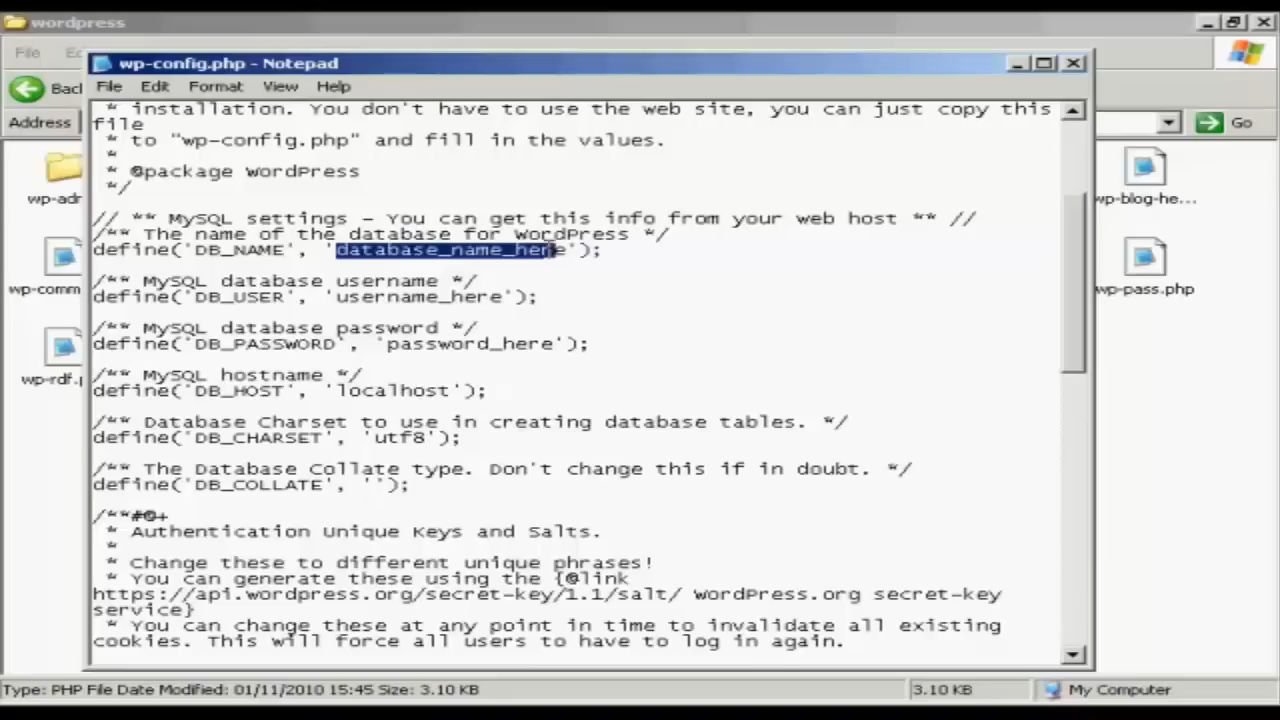 wordpress
File
wp-config.php - Notepad
File Edit Format View Help
Back
Address
Go
* installation. You don't have to use the web site, you can just copy this
file
* to "wp-config.php" and fill in the values.
*
* @package WordPress
*/
// ** MySQL settings - You can get this info from your web host ** //
/** The name of the database for WordPress */
define('DB_NAME', 'database_name_here');
/** MySQL database username */
define('DB_USER', 'username_here');
/** MySQL database password */
define('DB_PASSWORD', 'password_here');
/** MySQL hostname */
define('DB_HOST', 'localhost');
/** Database Charset to use in creating database tables. */
define('DB_CHARSET', 'utf8');
/** The Database Collate type. Don't change this if in doubt. */
define('DB_COLLATE', '');
/**#@+
* Authentication Unique Keys and Salts.
*
* Change these to different unique phrases!
* You can generate these using the {@link
https://api.wordpress.org/secret-key/1.1/salt/ WordPress.org secret-key
service}
* You can change these at any point in time to invalidate all existing
cookies. This will force all users to have to log in again.
wp-adr
wp-comm
wp-rdf.
wp-blog-he...
wp-pass.php
Type: PHP File Date Modified: 01/11/2010 15:45 Size: 3.10 KB
3.10 KB
My Computer